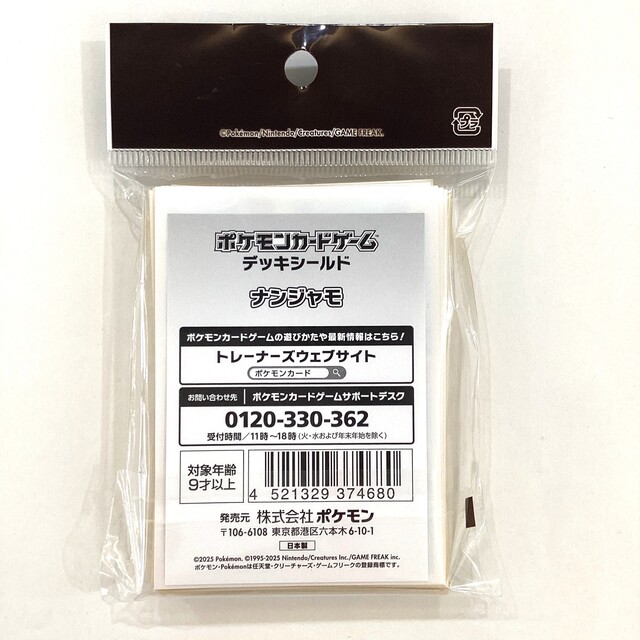 ©Pokémon/Nintendo/Creatures/GAME FREAK.
プラ
ポケモンカードゲーム™
デッキシールド
ナンジャモ
ポケモンカードゲームの遊びかたや最新情報はこちら！
トレーナーズウェブサイト
ポケモンカード
お問い合わせ先 ポケモンカードゲームサポートデスク
0120-330-362
受付時間／11時～18時（火・水および年末年始を除く）
対象年齢
9才以上
4 521329 374680
発売元 株式会社ポケモン
〒106-6108 東京都港区六本木6-10-1
日本製
©2025 Pokémon. ©1995-2025 Nintendo/Creatures Inc./GAME FREAK inc.
ポケモン・Pokémonは任天堂・クリーチャーズ・ゲームフリークの登録商標です。